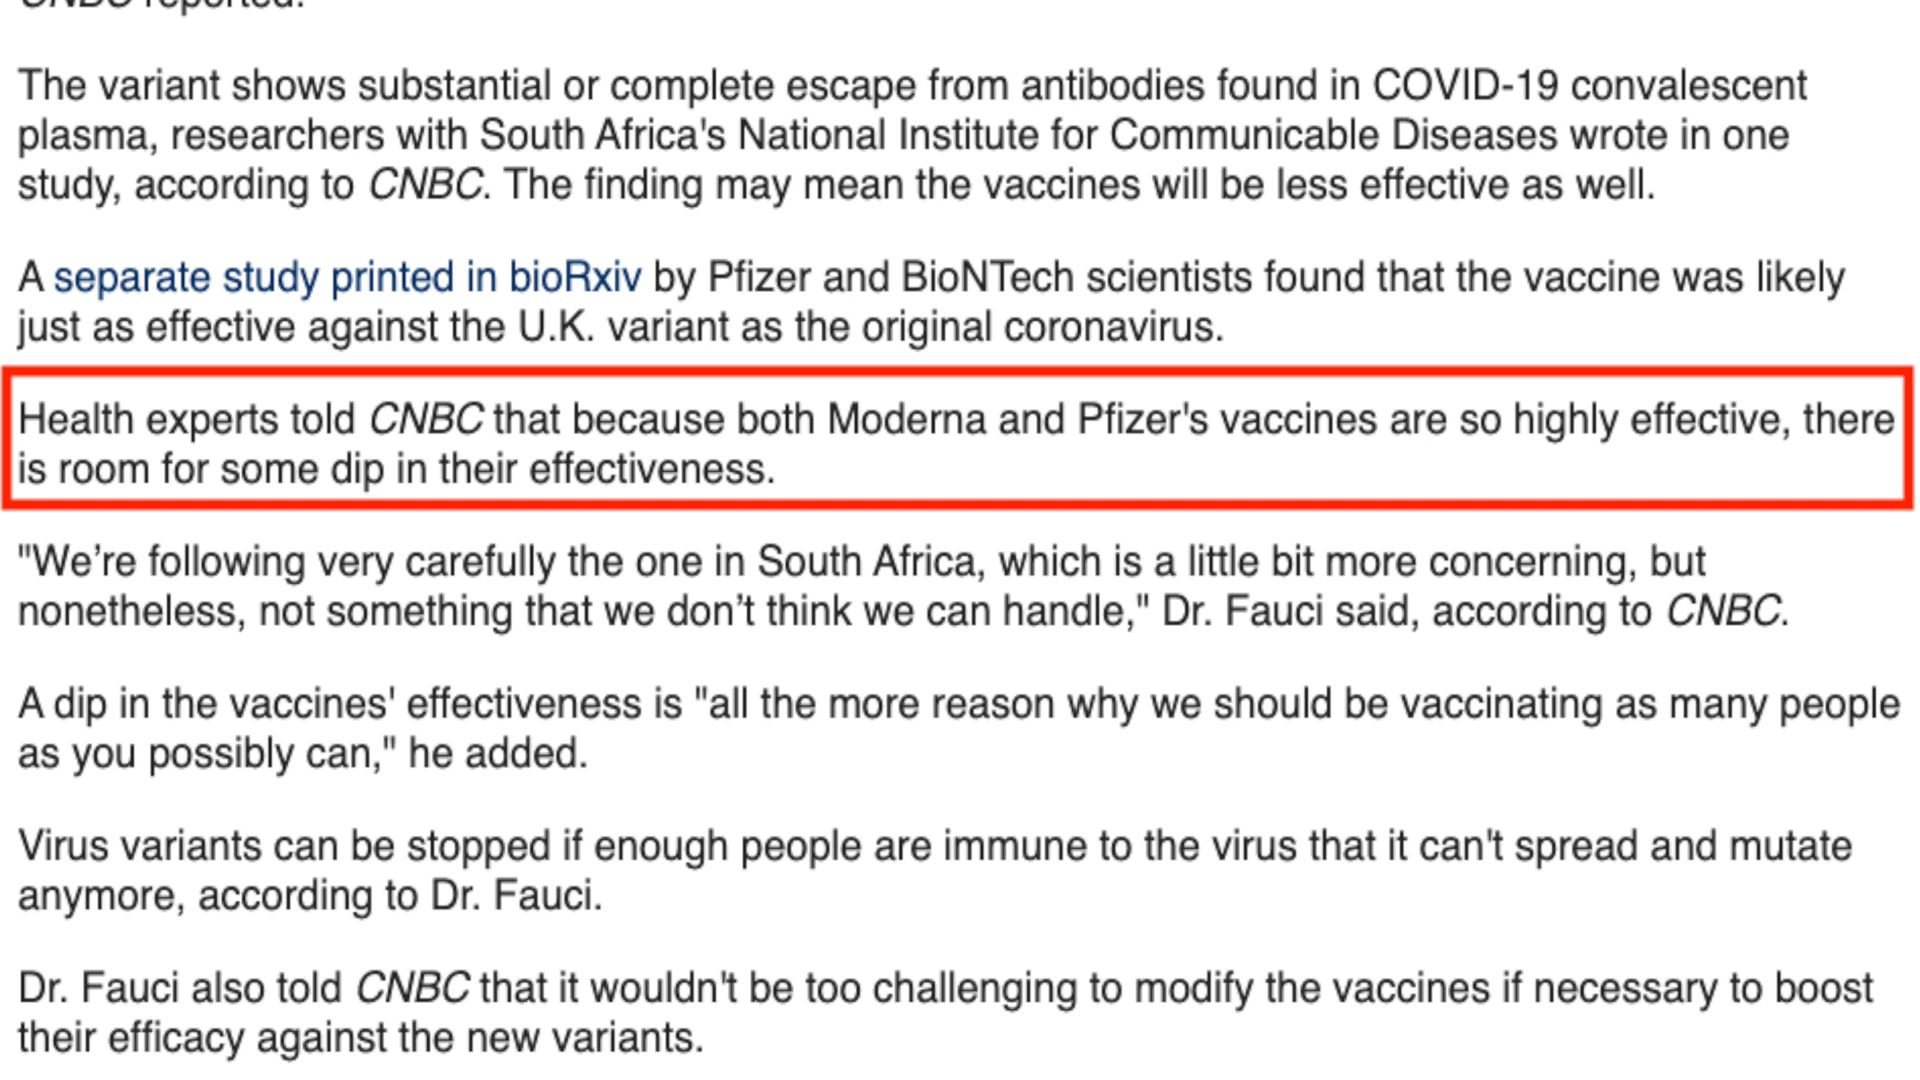 CNBC reported.
The variant shows substantial or complete escape from antibodies found in COVID-19 convalescent
plasma, researchers with South Africa's National Institute for Communicable Diseases wrote in one
study, according to CNBC. The finding may mean the vaccines will be less effective as well.
A separate study printed in bioRxiv by Pfizer and BioNTech scientists found that the vaccine was likely
just as effective against the U.K. variant as the original coronavirus.
Health experts told CNBC that because both Moderna and Pfizer's vaccines are so highly effective, there
is room for some dip in their effectiveness.
"We’re following very carefully the one in South Africa, which is a little bit more concerning, but
nonetheless, not something that we don’t think we can handle," Dr. Fauci said, according to CNBC.
A dip in the vaccines' effectiveness is "all the more reason why we should be vaccinating as many people
as you possibly can," he added.
Virus variants can be stopped if enough people are immune to the virus that it can't spread and mutate
anymore, according to Dr. Fauci.
Dr. Fauci also told CNBC that it wouldn't be too challenging to modify the vaccines if necessary to boost
their efficacy against the new variants.